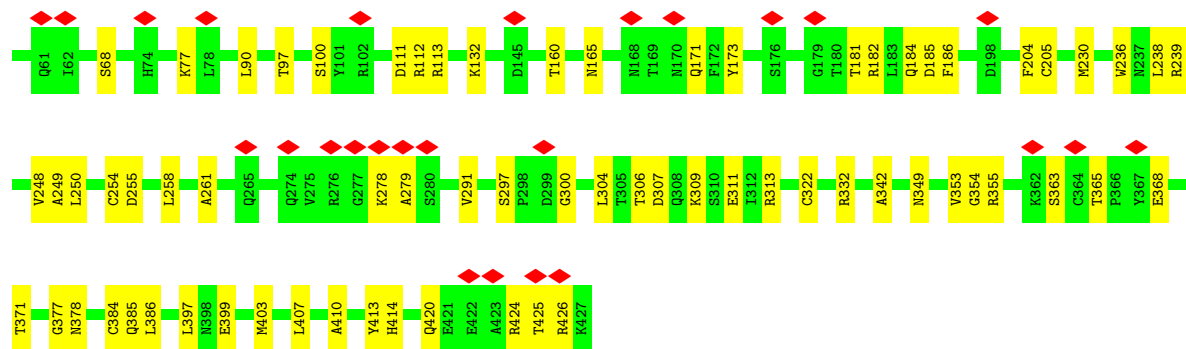 Q61 I62 S68 H74 K77 L78 L90 T97 S100 Y101 R102 D111 R112 R113 K132 D145 T160 N165 N168 T169 N170 Q171 F172 Y173 S176 G179 T180 T181 R182 L183 Q184 D185 F186 D198 F204 C205 M230 W236 N237 L238 R239
V248 A249 L250 C254 D255 L258 A261 Q265 Q274 V275 R276 G277 K278 A279 S280 V291 S297 P298 D299 G300 L304 T305 T306 D307 Q308 K309 S310 E311 I312 R313 C322 R332 A342 N349 V353 G354 R355 K362 S363 C364 T365 P366 Y367 E368
T371 G377 N378 C384 Q385 L386 L397 N398 E399 M403 L407 A410 Y413 H414 Q420 E421 E422 A423 R424 T425 R426 K427